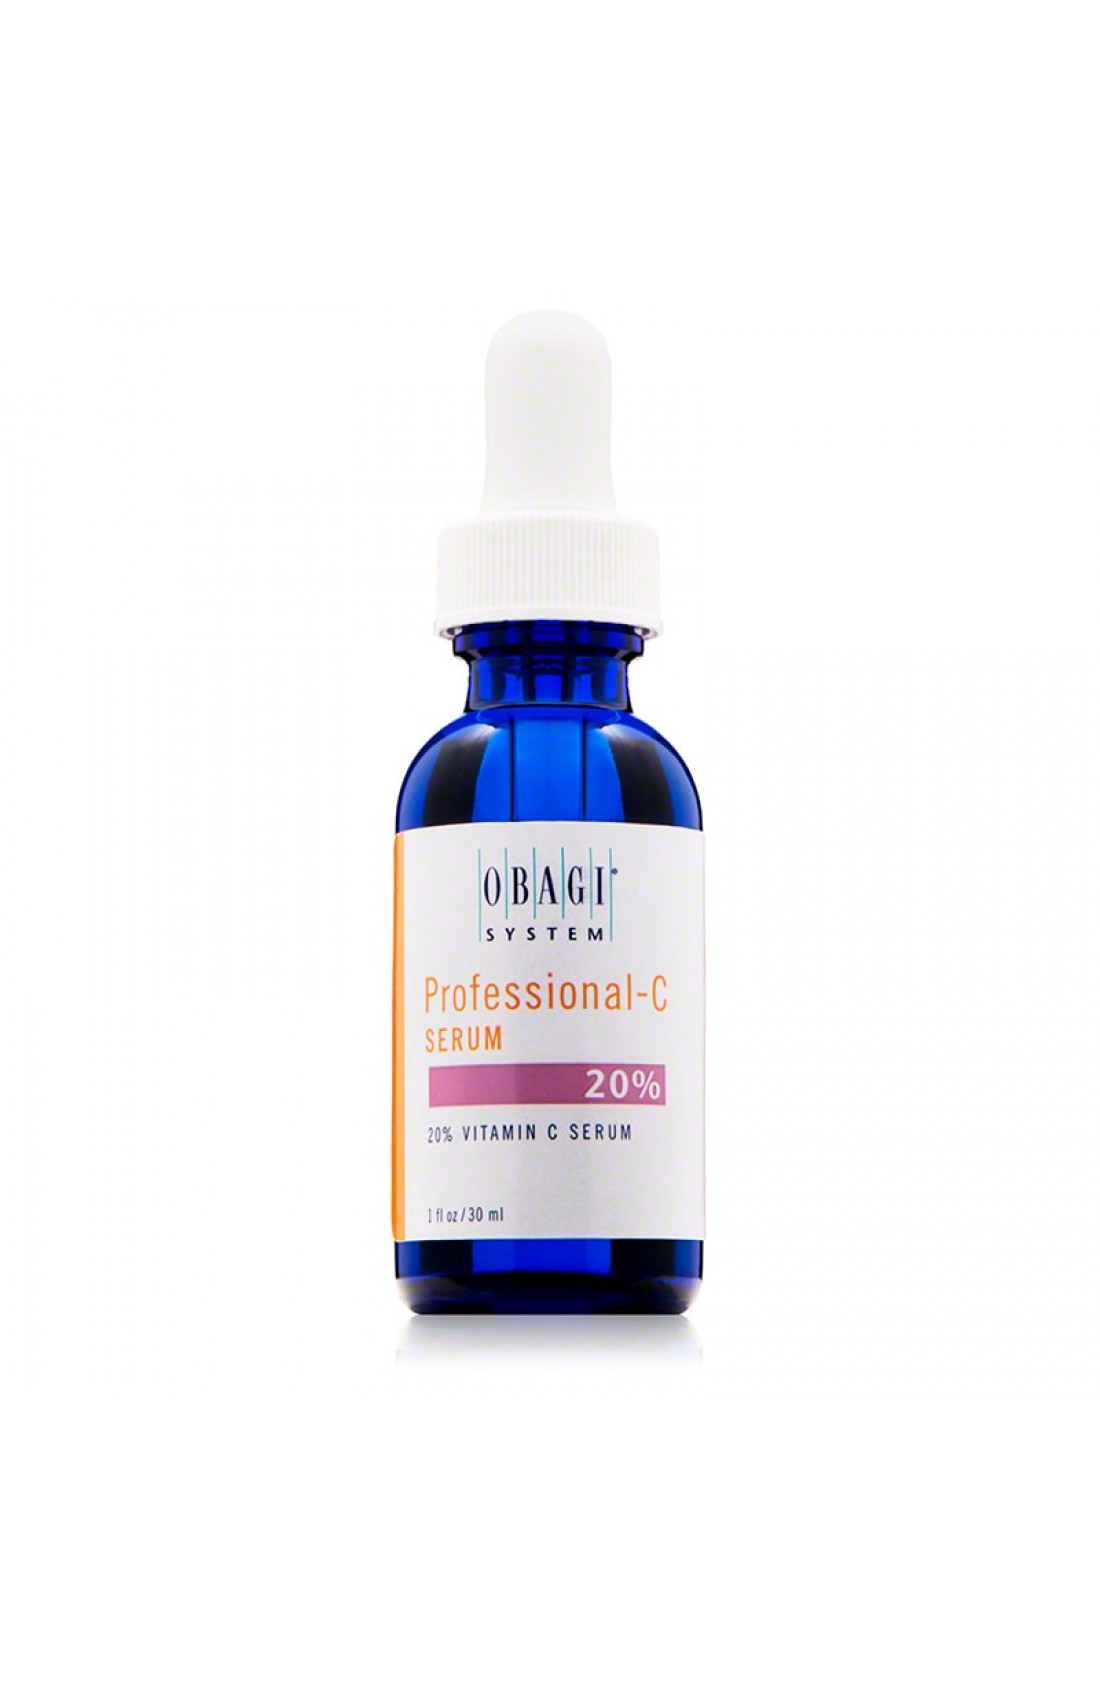 OBAGI®
SYSTEM
Professional-C
SERUM
20%
20% VITAMIN C SERUM
1 fl oz/30 ml